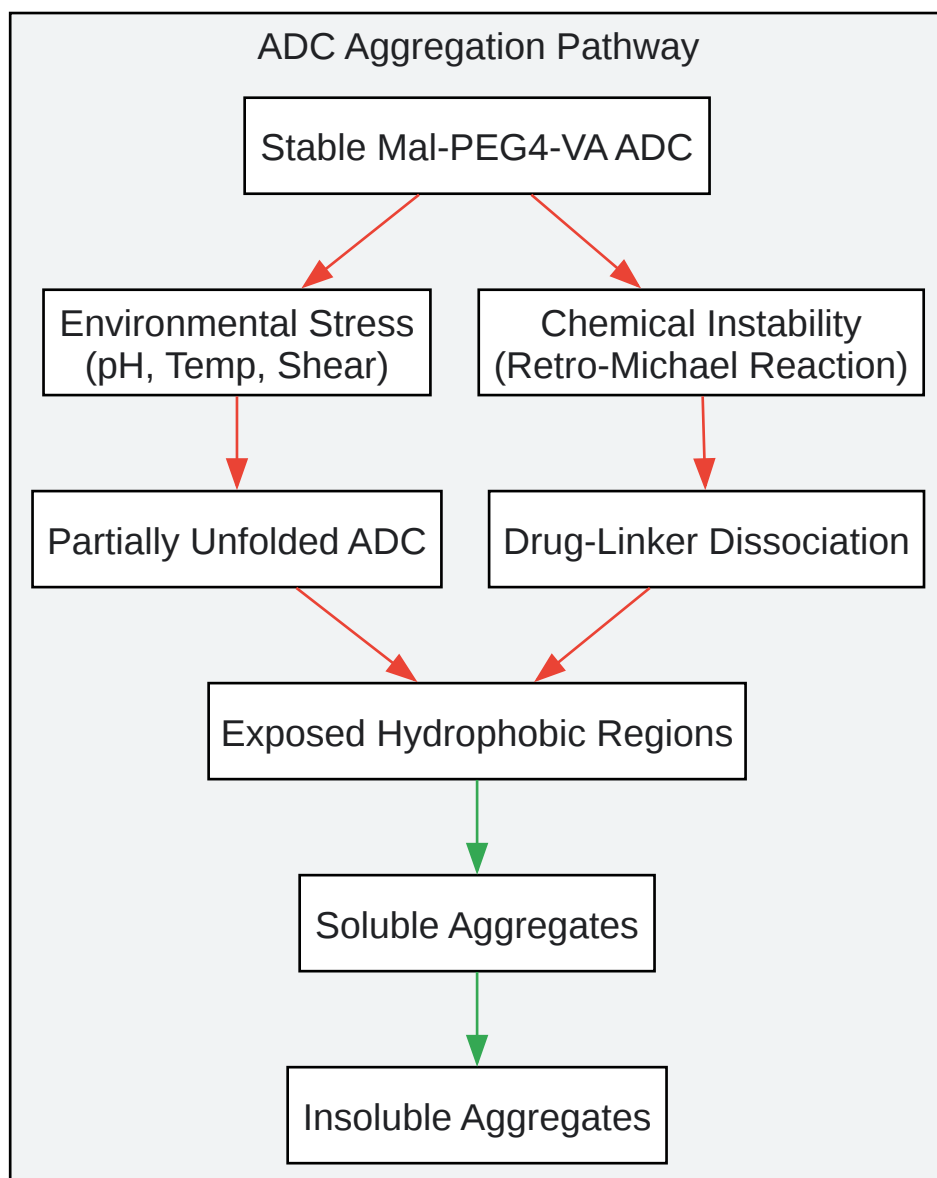 ADC Aggregation Pathway
Stable Mal-PEG4-VA ADC
Environmental Stress
(pH, Temp, Shear)
Chemical Instability
(Retro-Michael Reaction)
Partially Unfolded ADC
Drug-Linker Dissociation
Exposed Hydrophobic Regions
Soluble Aggregates
Insoluble Aggregates